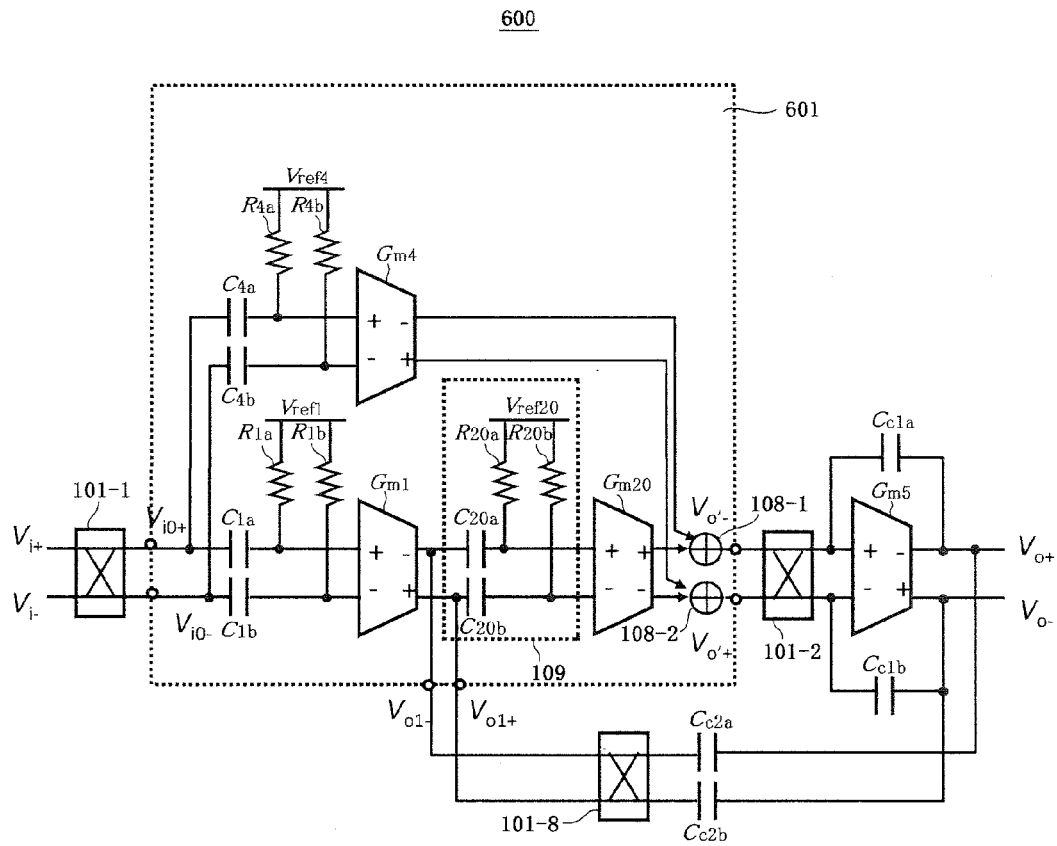 600
601
Vref4
R4a R4b
Gm4
C4a
+ -
- +
C4b
Vref1
R1a R1b
Vref20
R20a R20b
Cc1a
101-1
Vi0+
C1a
Gm1
C20a
Gm20
Vo'-
108-1
Gm5
Vi+
+ -
+ +
+ -
Vo+
Vi-
- +
- -
- +
Vo-
Vi0-
C1b
C20b
108-2
Vo'+
101-2
109
Cc1b
Vo1-
Vo1+
Cc2a
101-8
Cc2b